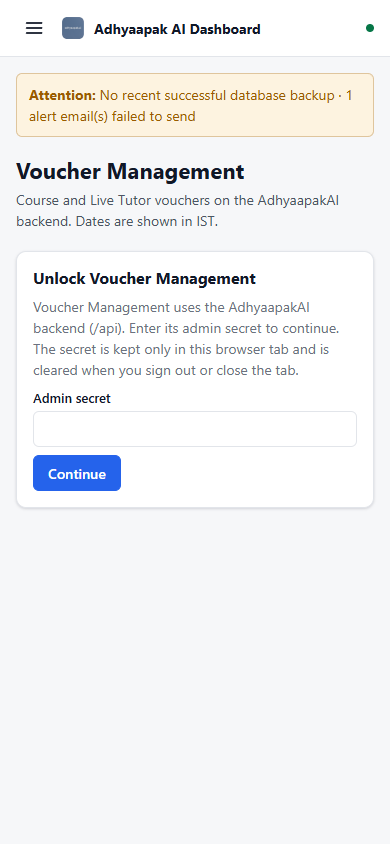 Adhyaapak AI Dashboard
Attention: No recent successful database backup · 1
alert email(s) failed to send
Voucher Management
Course and Live Tutor vouchers on the AdhyaapakAI
backend. Dates are shown in IST.
Unlock Voucher Management
Voucher Management uses the AdhyaapakAI
backend (/api). Enter its admin secret to continue.
The secret is kept only in this browser tab and is
cleared when you sign out or close the tab.
Admin secret
Continue